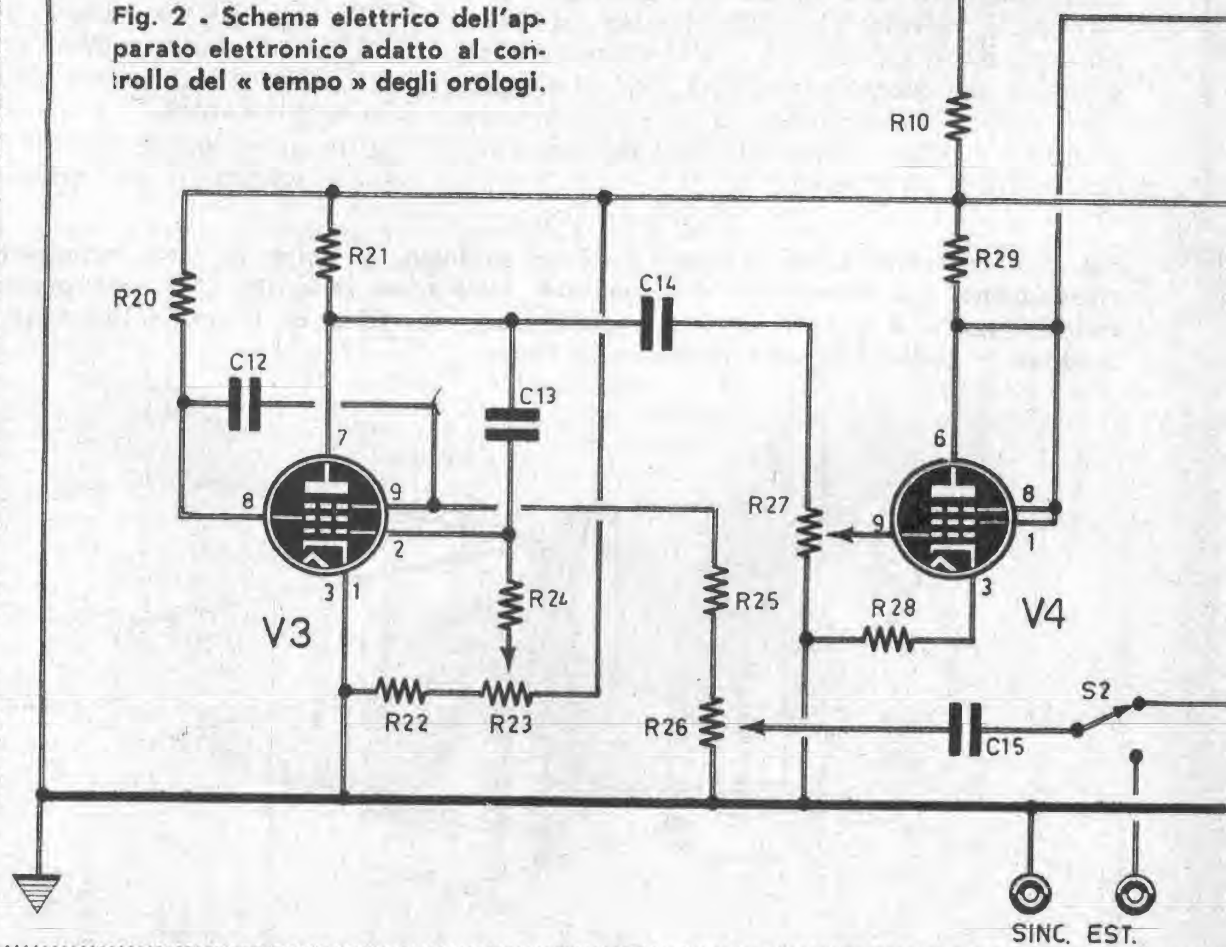 Fig. 2 - Schema elettrico dell'ap-
parato elettronico adatto al con-
trollo del « tempo » degli orologi.
R10
R21
R29
R20
C14
C12
C13
7
6
8
9
R27
8
9
2
1
3 1
R24
R25
3
V3
R28
V4
S2
R22
R23
R26
C15
SINC. EST.